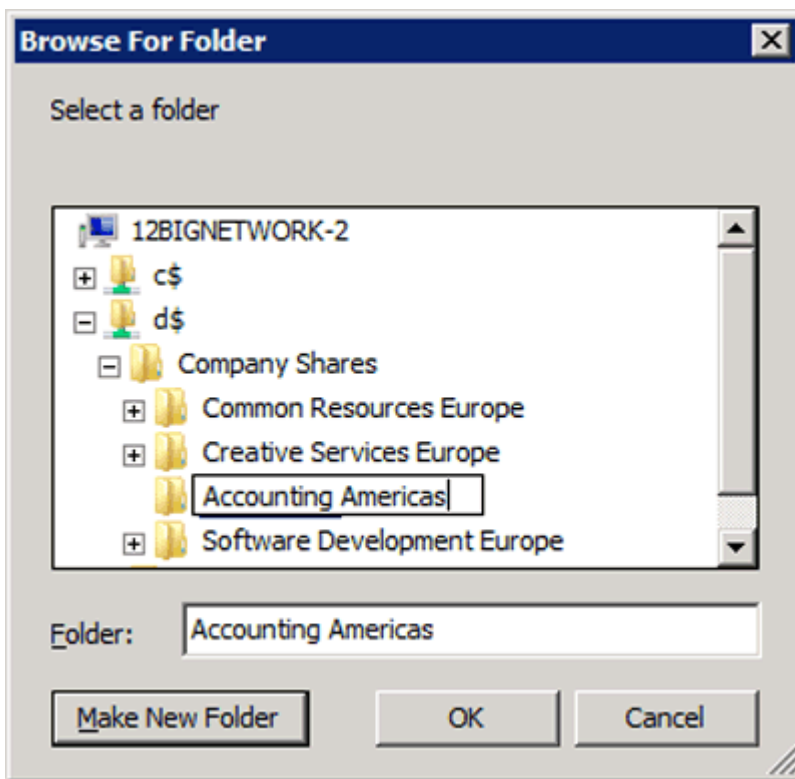 Browse For Folder
Select a folder
12BIGNETWORK-2
c$
d$
Company Shares
Common Resources Europe
Creative Services Europe
Accounting Americas
Software Development Europe
Folder: Accounting Americas
Make New Folder OK Cancel